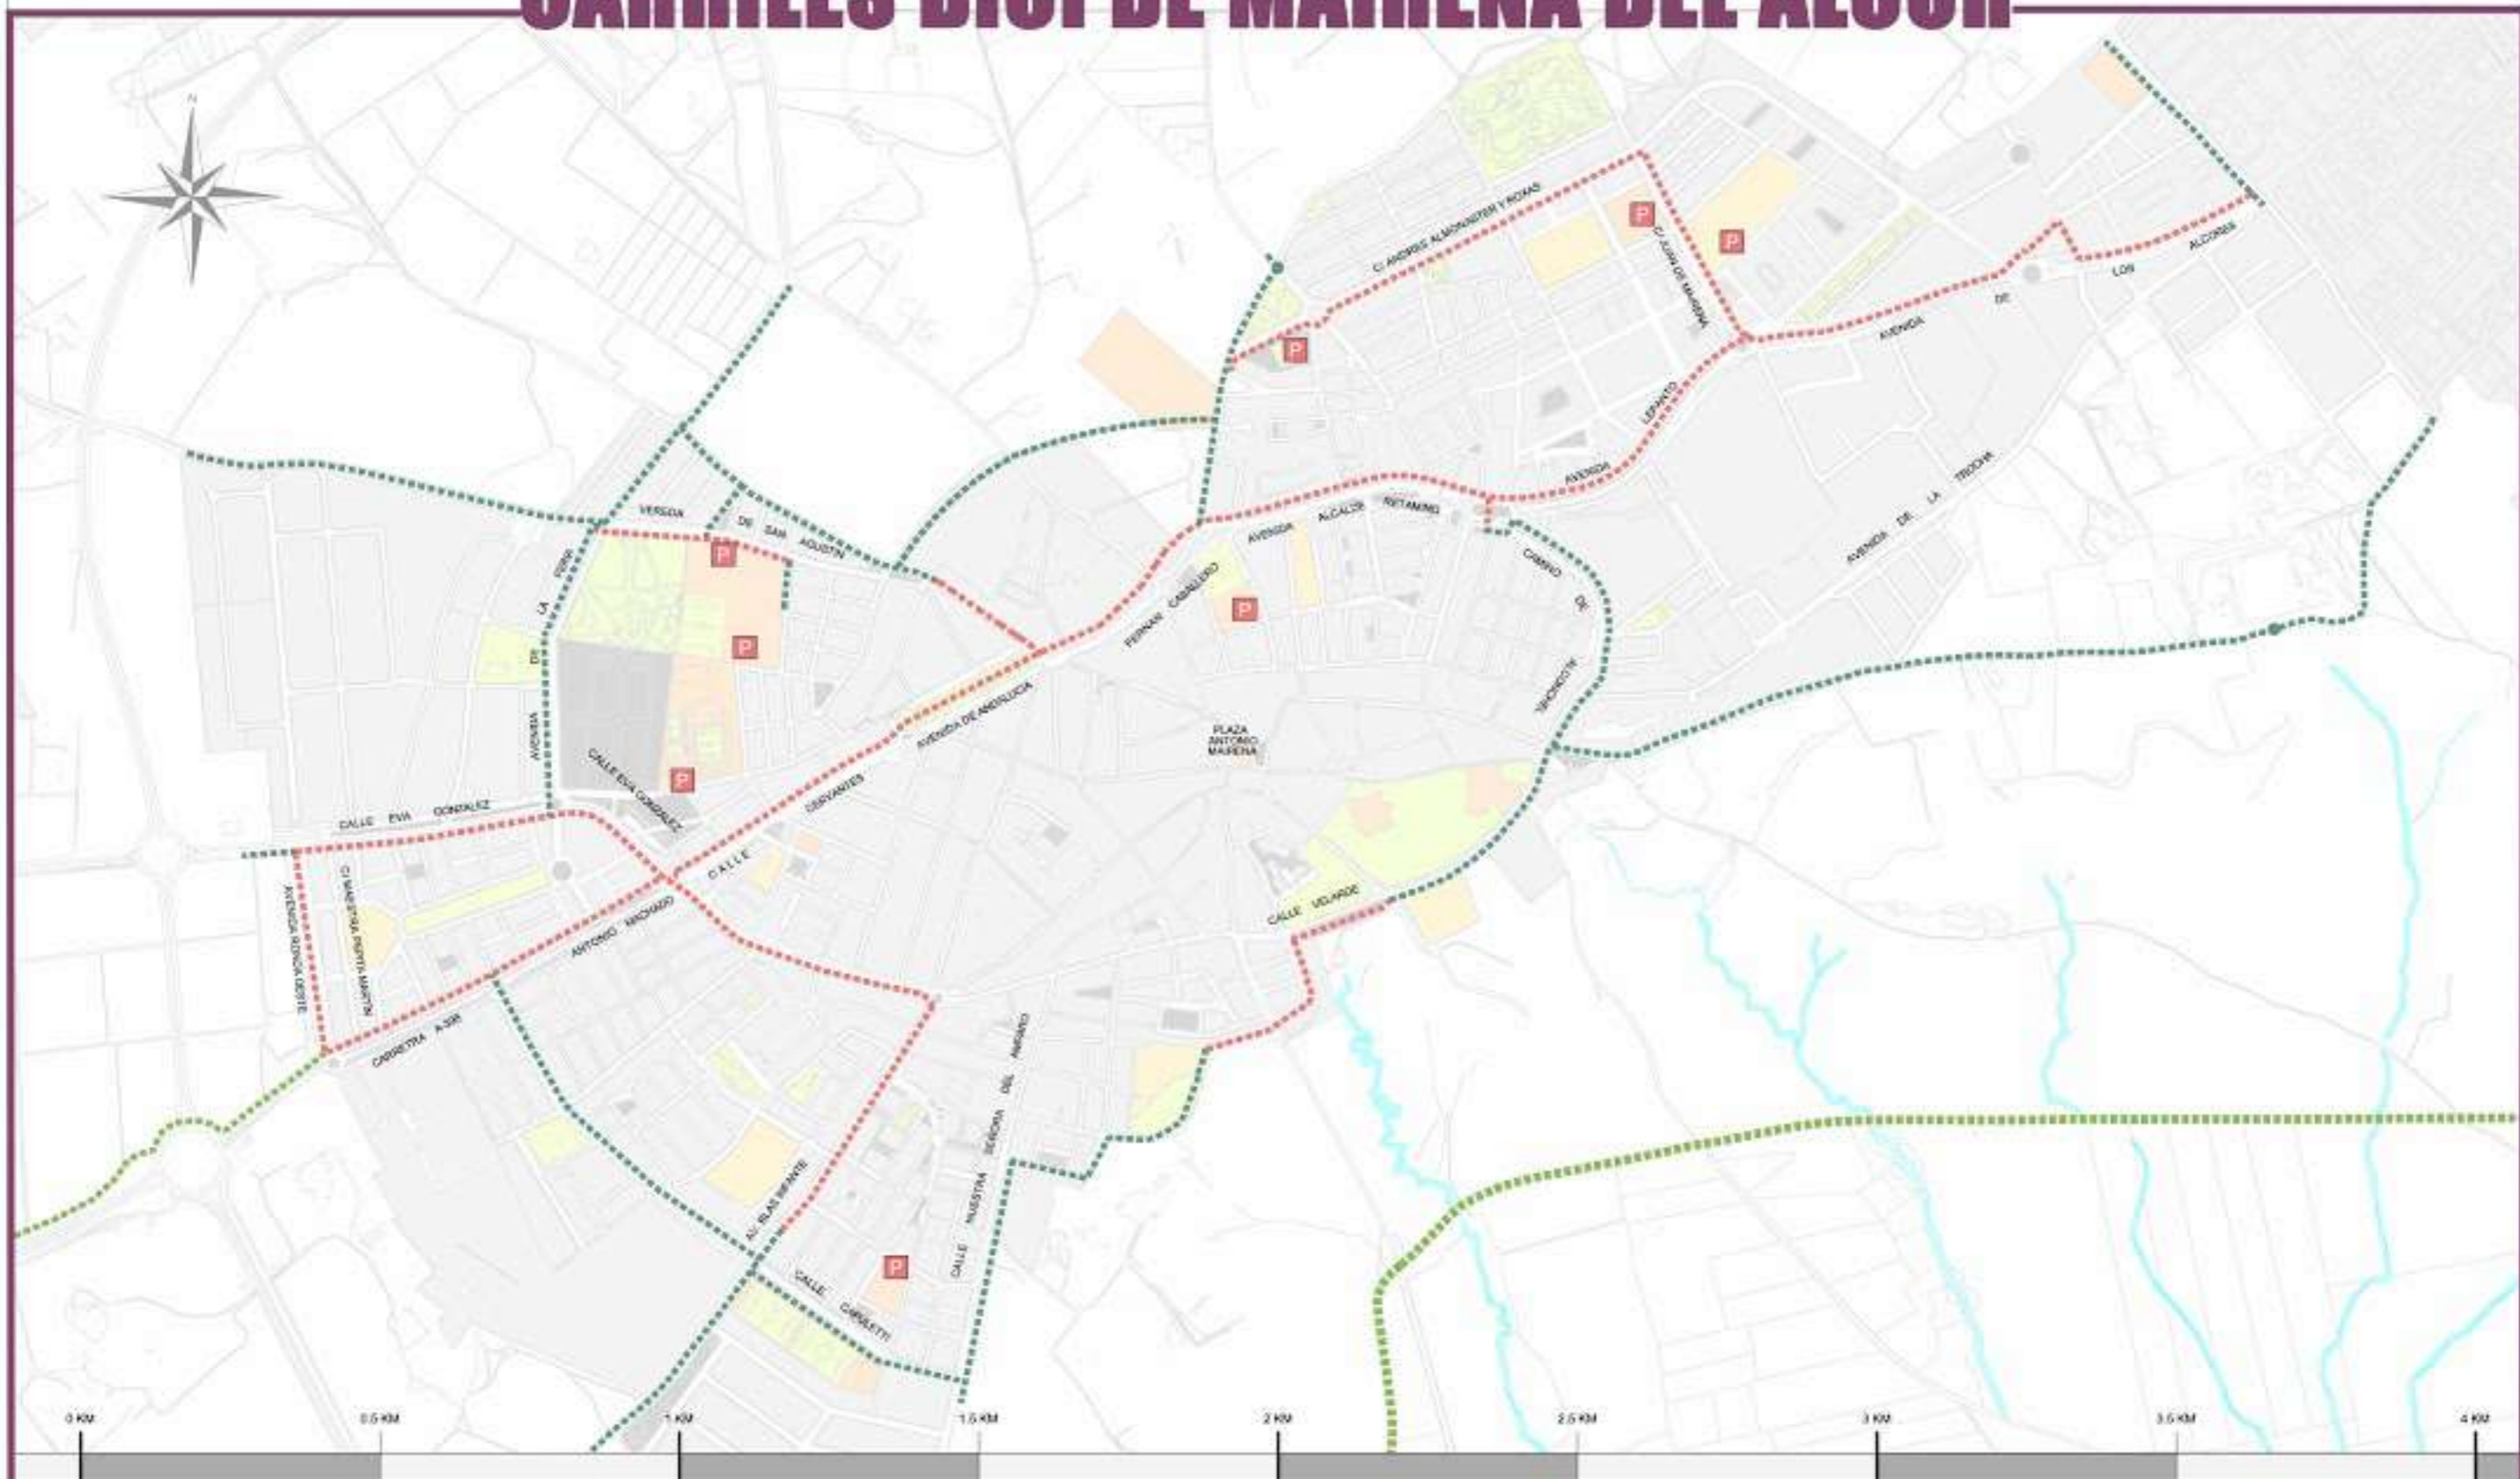 CARRILES BICI DE MAIRENA DEL ALCOR
N
C/ ANDRES ALMONASTER Y ROXAS
P
P
C/ JUAN DE MAIRENA
P
AVENIDA DE LOS ALCORES
AVENIDA LEPANTO
VEREDA DE SAN AGUSTIN
P
AVENIDA ALCALDE RETAMINO
AVENIDA DE LA TROCHA
CAMINO DE ALCONCHEL
AVENIDA DE LA FERIA
FERNAN CABALLERO
P
P
AVENIDA DE ANDALUCIA
PLAZA
ANTONIO
MAIRENA
CALLE EVA GONZALEZ
P
CALLE CERVANTES
CALLE EVA GONZALEZ
AVENIDA RONDA OESTE
C/ MAESTRA PEPITA MARTIN
ANTONIO MACHADO
CALLE VELARDE
CARRETRA A-398
AV. BLAS INFANTE
CALLE NUESTRA SEÑORA DEL AMPARO
P
CALLE CAPULETTI
0 KM 0.5 KM 1 KM 1.5 KM 2 KM 2.5 KM 3 KM 3.5 KM 4 KM